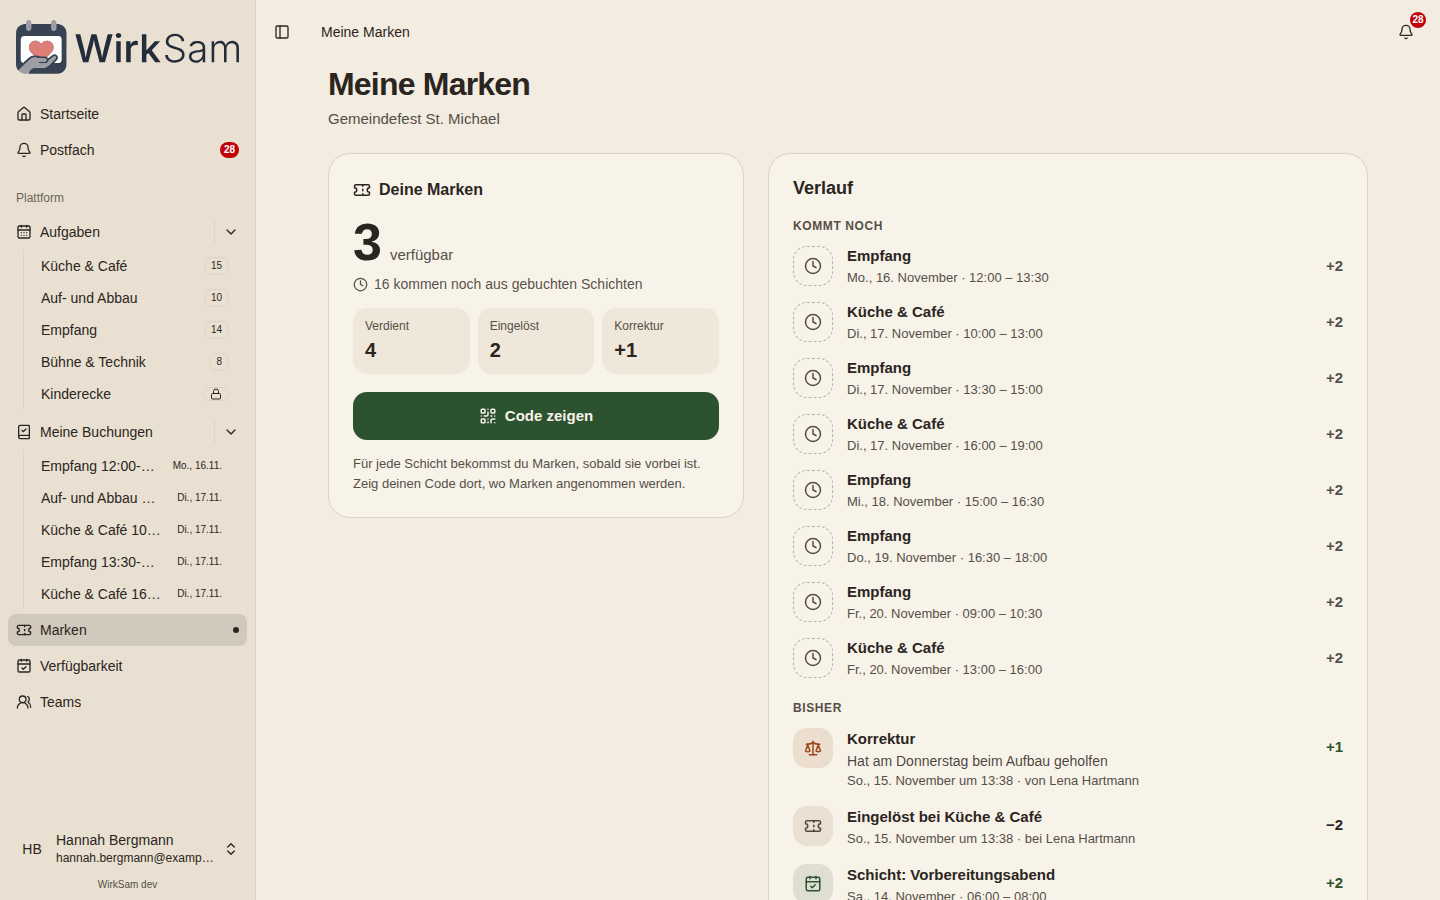 WirkSam
Startseite
Postfach 28
Plattform
Aufgaben
Küche & Café 15
Auf- und Abbau 10
Empfang 14
Bühne & Technik 8
Kinderecke
Meine Buchungen
Empfang 12:00-… Mo., 16.11.
Auf- und Abbau … Di., 17.11.
Küche & Café 10… Di., 17.11.
Empfang 13:30-… Di., 17.11.
Küche & Café 16… Di., 17.11.
Marken
Verfügbarkeit
Teams
HB
Hannah Bergmann
hannah.bergmann@examp…
WirkSam dev
Meine Marken
28
Meine Marken
Gemeindefest St. Michael
Deine Marken
3 verfügbar
16 kommen noch aus gebuchten Schichten
Verdient
4
Eingelöst
2
Korrektur
+1
Code zeigen
Für jede Schicht bekommst du Marken, sobald sie vorbei ist.
Zeig deinen Code dort, wo Marken angenommen werden.
Verlauf
KOMMT NOCH
Empfang
Mo., 16. November · 12:00 – 13:30
+2
Küche & Café
Di., 17. November · 10:00 – 13:00
+2
Empfang
Di., 17. November · 13:30 – 15:00
+2
Küche & Café
Di., 17. November · 16:00 – 19:00
+2
Empfang
Mi., 18. November · 15:00 – 16:30
+2
Empfang
Do., 19. November · 16:30 – 18:00
+2
Empfang
Fr., 20. November · 09:00 – 10:30
+2
Küche & Café
Fr., 20. November · 13:00 – 16:00
+2
BISHER
Korrektur
Hat am Donnerstag beim Aufbau geholfen
So., 15. November um 13:38 · von Lena Hartmann
+1
Eingelöst bei Küche & Café
So., 15. November um 13:38 · bei Lena Hartmann
−2
Schicht: Vorbereitungsabend
Sa., 14. November · 06:00 – 08:00
+2